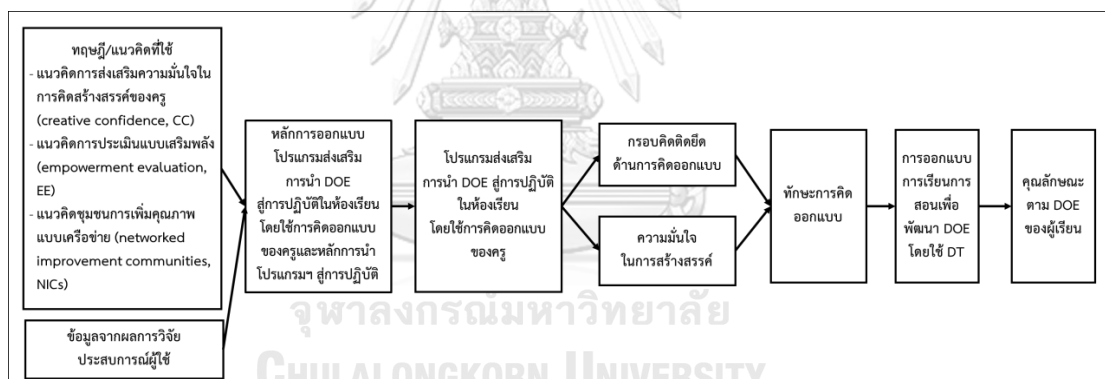 ทฤษฎี/แนวคิดที่ใช้
- แนวคิดการส่งเสริมความมั่นใจใน
การคิดสร้างสรรค์ของครู
(creative confidence, CC)
- แนวคิดการประเมินแบบเสริมพลัง
(empowerment evaluation,
EE)
- แนวคิดชุมชนการเพิ่มคุณภาพ
แบบเครือข่าย (networked
improvement communities,
NICs)
ข้อมูลจากผลการวิจัย
ประสบการณ์ผู้ใช้
หลักการออกแบบ
โปรแกรมส่งเสริม
การนำ DOE
สู่การปฏิบัติในห้องเรียน
โดยใช้การคิดออกแบบ
ของครูและหลักการนำ
โปรแกรมฯ สู่การปฏิบัติ
โปรแกรมส่งเสริม
การนำ DOE สู่การปฏิบัติ
ในห้องเรียน
โดยใช้การคิดออกแบบ
ของครู
กรอบคิดติดยึด
ด้านการคิดออกแบบ
ความมั่นใจ
ในการสร้างสรรค์
ทักษะการคิด
ออกแบบ
การออกแบบ
การเรียนการ
สอนเพื่อ
พัฒนา DOE
โดยใช้ DT
คุณลักษณะ
ตาม DOE
ของผู้เรียน
จุฬาลงกรณ์มหาวิทยาลัย
CHULALONGKORN UNIVERSITY